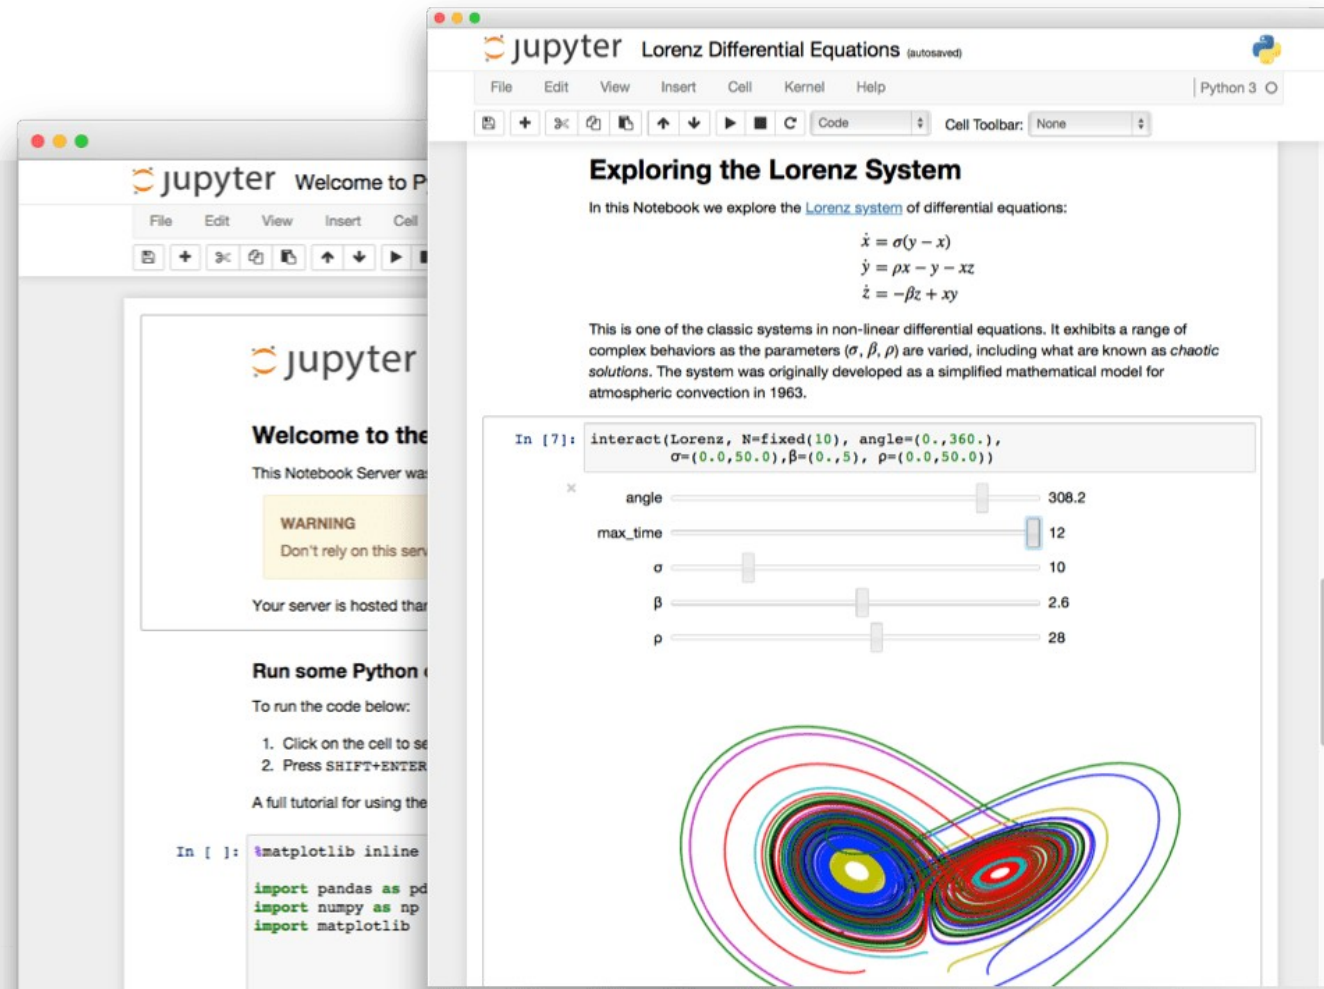 jupyter Lorenz Differential Equations (autosaved)
File Edit View Insert Cell Kernel Help Python 3
Code Cell Toolbar: None
Exploring the Lorenz System
In this Notebook we explore the Lorenz system of differential equations:
ẋ = σ(y − x)
ẏ = ρx − y − xz
ż = −βz + xy
This is one of the classic systems in non-linear differential equations. It exhibits a range of
complex behaviors as the parameters (σ, β, ρ) are varied, including what are known as chaotic
solutions. The system was originally developed as a simplified mathematical model for
atmospheric convection in 1963.
In [7]: interact(Lorenz, N=fixed(10), angle=(0.,360.),
σ=(0.0,50.0),β=(0.,5), ρ=(0.0,50.0))
angle 308.2
max_time 12
σ 10
β 2.6
ρ 28
jupyter Welcome to P
File Edit View Insert Cell
jupyter
Welcome to the
This Notebook Server wa
WARNING
Don't rely on this serv
Your server is hosted than
Run some Python
To run the code below:
1. Click on the cell to se
2. Press SHIFT+ENTER
A full tutorial for using the
In [ ]: %matplotlib inline
import pandas as pd
import numpy as np
import matplotlib